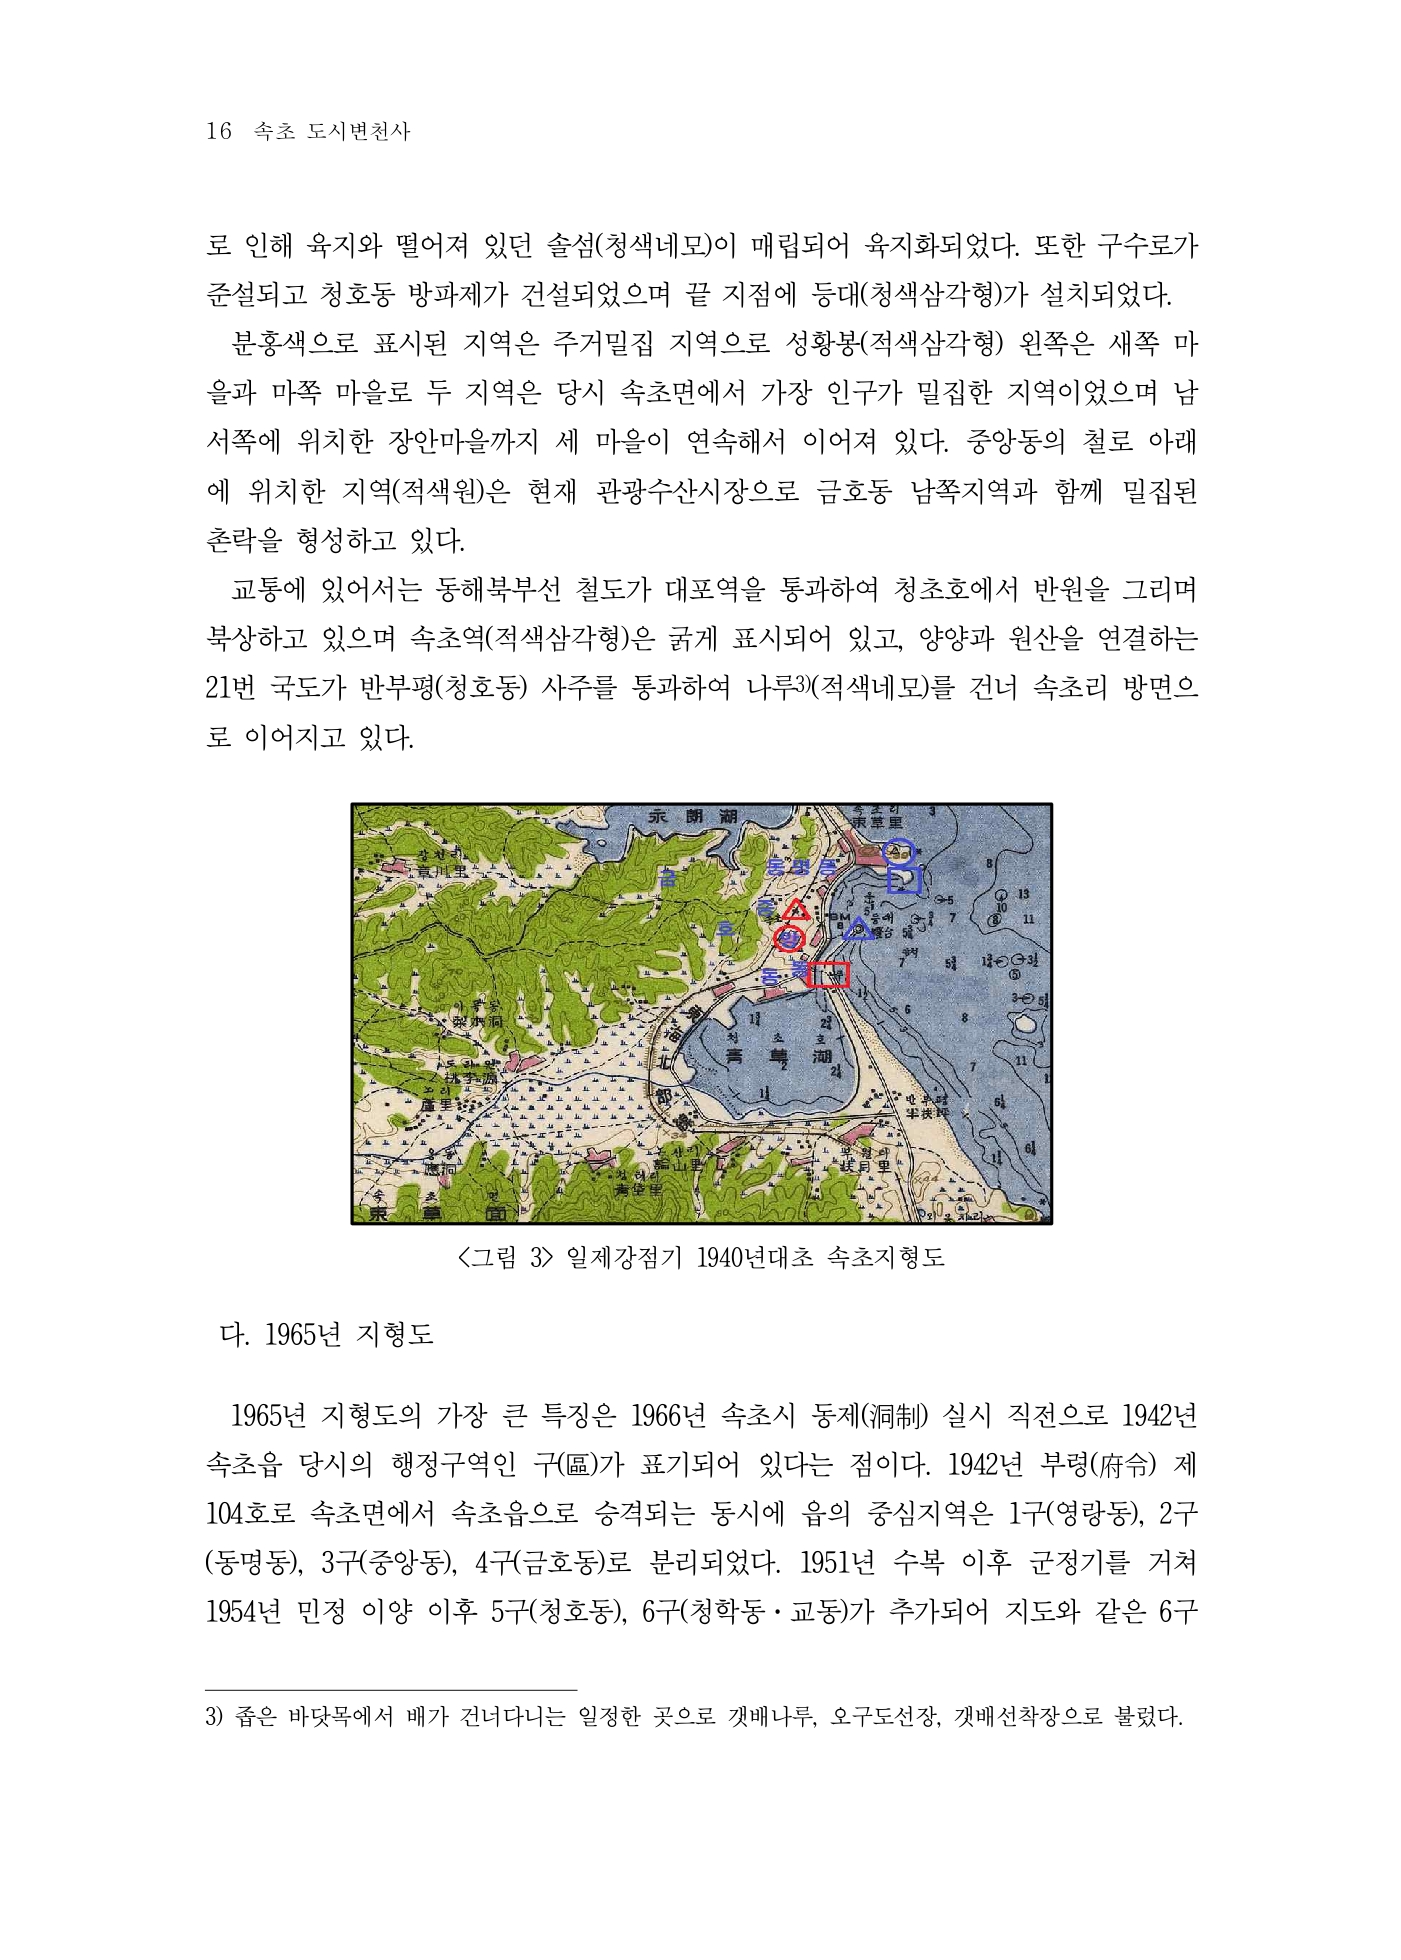 16 속초 도시변천사
로 인해 육지와 떨어져 있던 솔섬(청색네모)이 매립되어 육지화되었다. 또한 구수로가
준설되고 청호동 방파제가 건설되었으며 끝 지점에 등대(청색삼각형)가 설치되었다.
분홍색으로 표시된 지역은 주거밀집 지역으로 성황봉(적색삼각형) 왼쪽은 새쪽 마
을과 마쪽 마을로 두 지역은 당시 속초면에서 가장 인구가 밀집한 지역이었으며 남
서쪽에 위치한 장안마을까지 세 마을이 연속해서 이어져 있다. 중앙동의 철로 아래
에 위치한 지역(적색원)은 현재 관광수산시장으로 금호동 남쪽지역과 함께 밀집된
촌락을 형성하고 있다.
교통에 있어서는 동해북부선 철도가 대포역을 통과하여 청초호에서 반원을 그리며
북상하고 있으며 속초역(적색삼각형)은 굵게 표시되어 있고, 양양과 원산을 연결하는
21번 국도가 반부평(청호동) 사주를 통과하여 나루3)(적색네모)를 건너 속초리 방면으
로 이어지고 있다.
永朗湖
속초리
束草里
동명동
금
호
동
중
앙
동
장천리
章川里
청초호
靑草湖
부월리
扶月里
속초면
束草面
<그림 3> 일제강점기 1940년대초 속초지형도
다. 1965년 지형도
1965년 지형도의 가장 큰 특징은 1966년 속초시 동제(洞制) 실시 직전으로 1942년
속초읍 당시의 행정구역인 구(區)가 표기되어 있다는 점이다. 1942년 부령(府令) 제
104호로 속초면에서 속초읍으로 승격되는 동시에 읍의 중심지역은 1구(영랑동), 2구
(동명동), 3구(중앙동), 4구(금호동)로 분리되었다. 1951년 수복 이후 군정기를 거쳐
1954년 민정 이양 이후 5구(청호동), 6구(청학동·교동)가 추가되어 지도와 같은 6구
3) 좁은 바닷목에서 배가 건너다니는 일정한 곳으로 갯배나루, 오구도선장, 갯배선착장으로 불렀다.